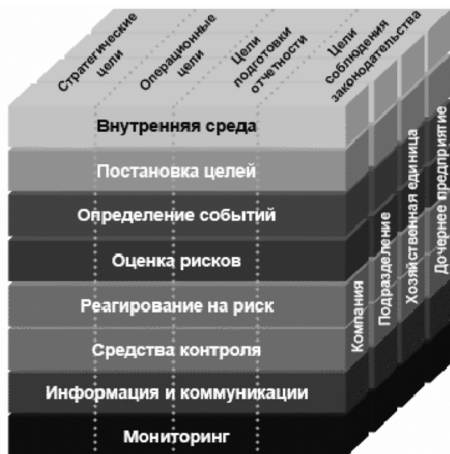 Стратегические
цели
Операционные
цели
Цели
подготовки
отчетности
Цели
соблюдения
законодательства
Внутренняя среда
Постановка целей
Определение событий
Оценка рисков
Реагирование на риск
Средства контроля
Информация и коммуникации
Мониторинг
Компания
Подразделение
Хозяйственная единица
Дочернее предприятие